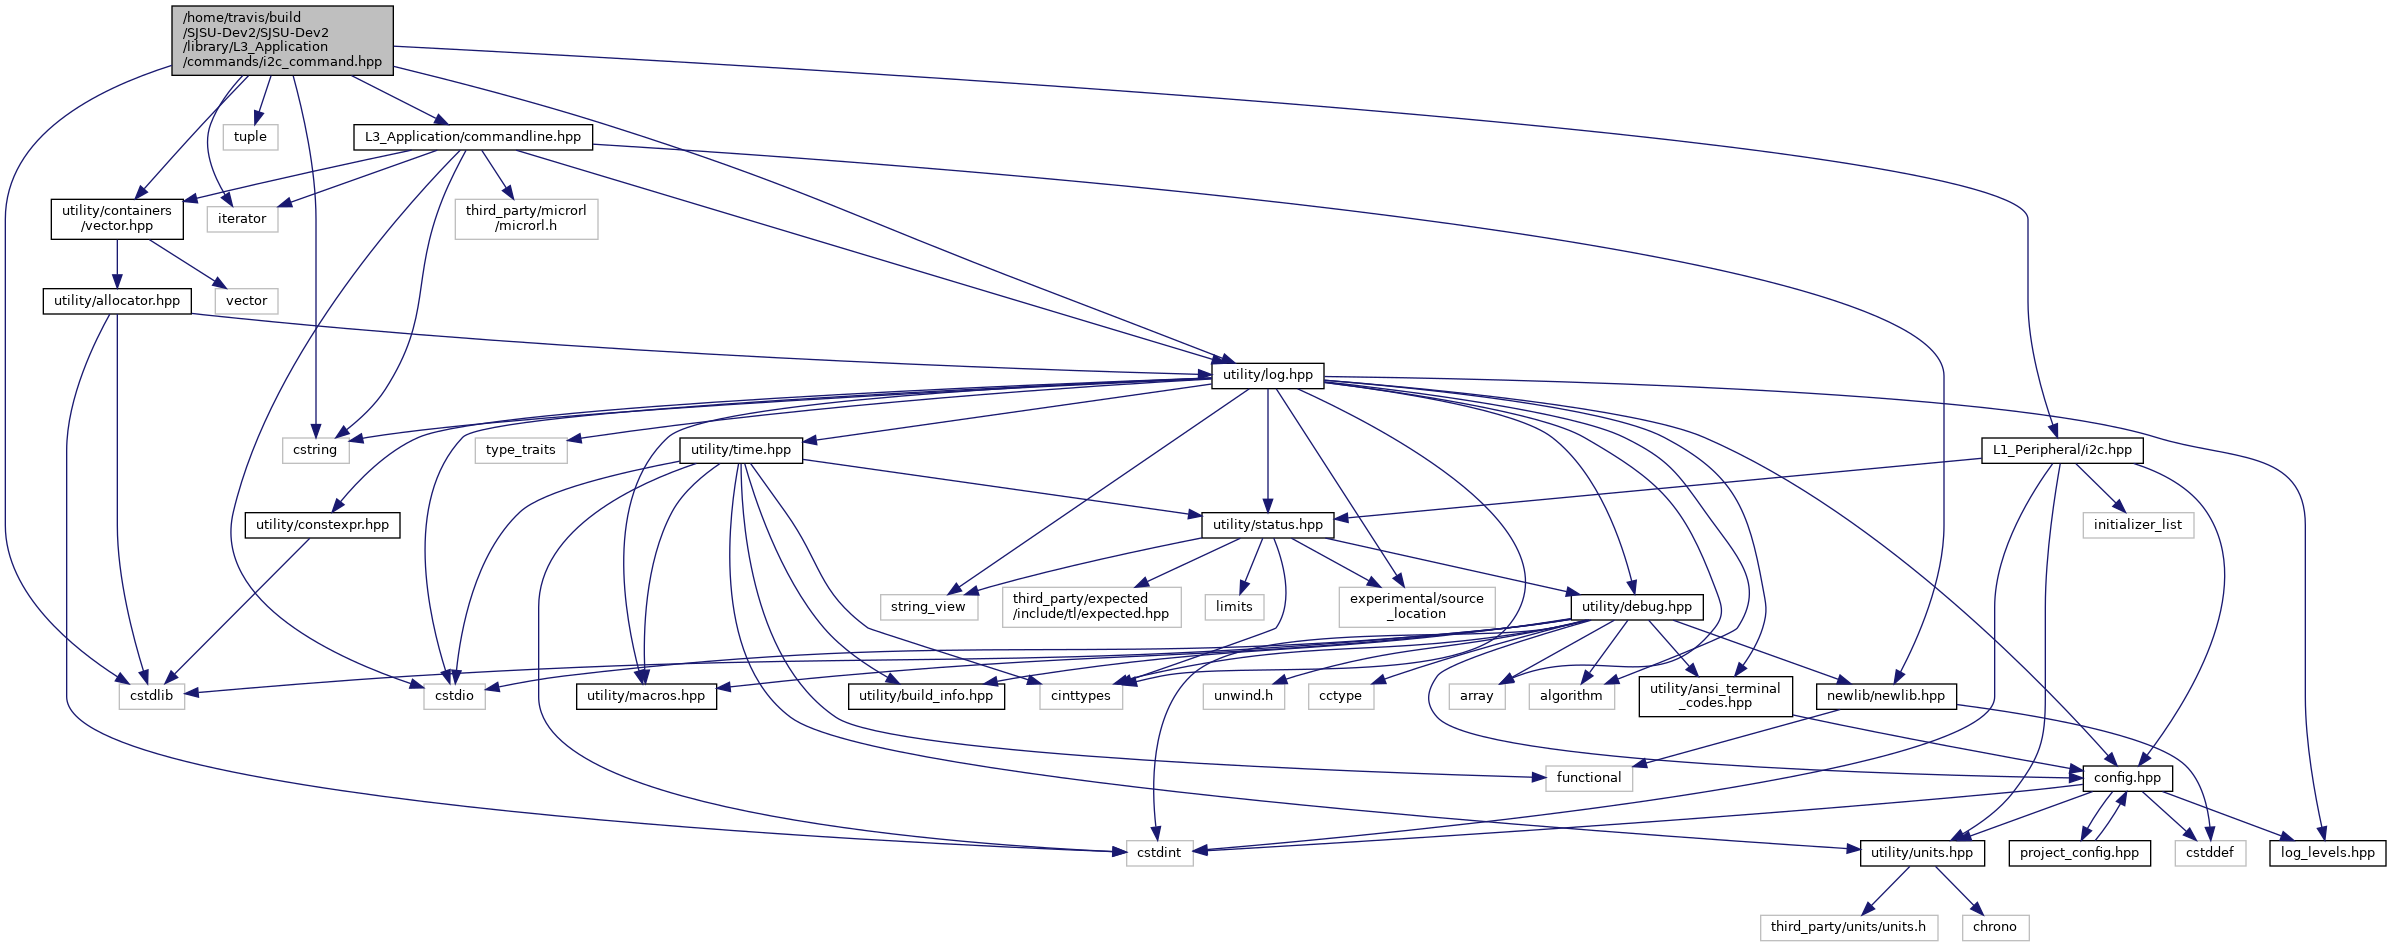 /home/travis/build
/SJSU-Dev2/SJSU-Dev2
/library/L3_Application
/commands/i2c_command.hpp
tuple
L3_Application/commandline.hpp
utility/containers
/vector.hpp
iterator
third_party/microrl
/microrl.h
utility/allocator.hpp
vector
utility/log.hpp
cstring
type_traits
utility/time.hpp
L1_Peripheral/i2c.hpp
utility/constexpr.hpp
utility/status.hpp
initializer_list
string_view
third_party/expected
/include/tl/expected.hpp
limits
experimental/source
_location
utility/debug.hpp
cstdlib
cstdio
utility/macros.hpp
utility/build_info.hpp
cinttypes
unwind.h
cctype
array
algorithm
utility/ansi_terminal
_codes.hpp
newlib/newlib.hpp
functional
config.hpp
cstdint
utility/units.hpp
project_config.hpp
cstddef
log_levels.hpp
third_party/units/units.h
chrono